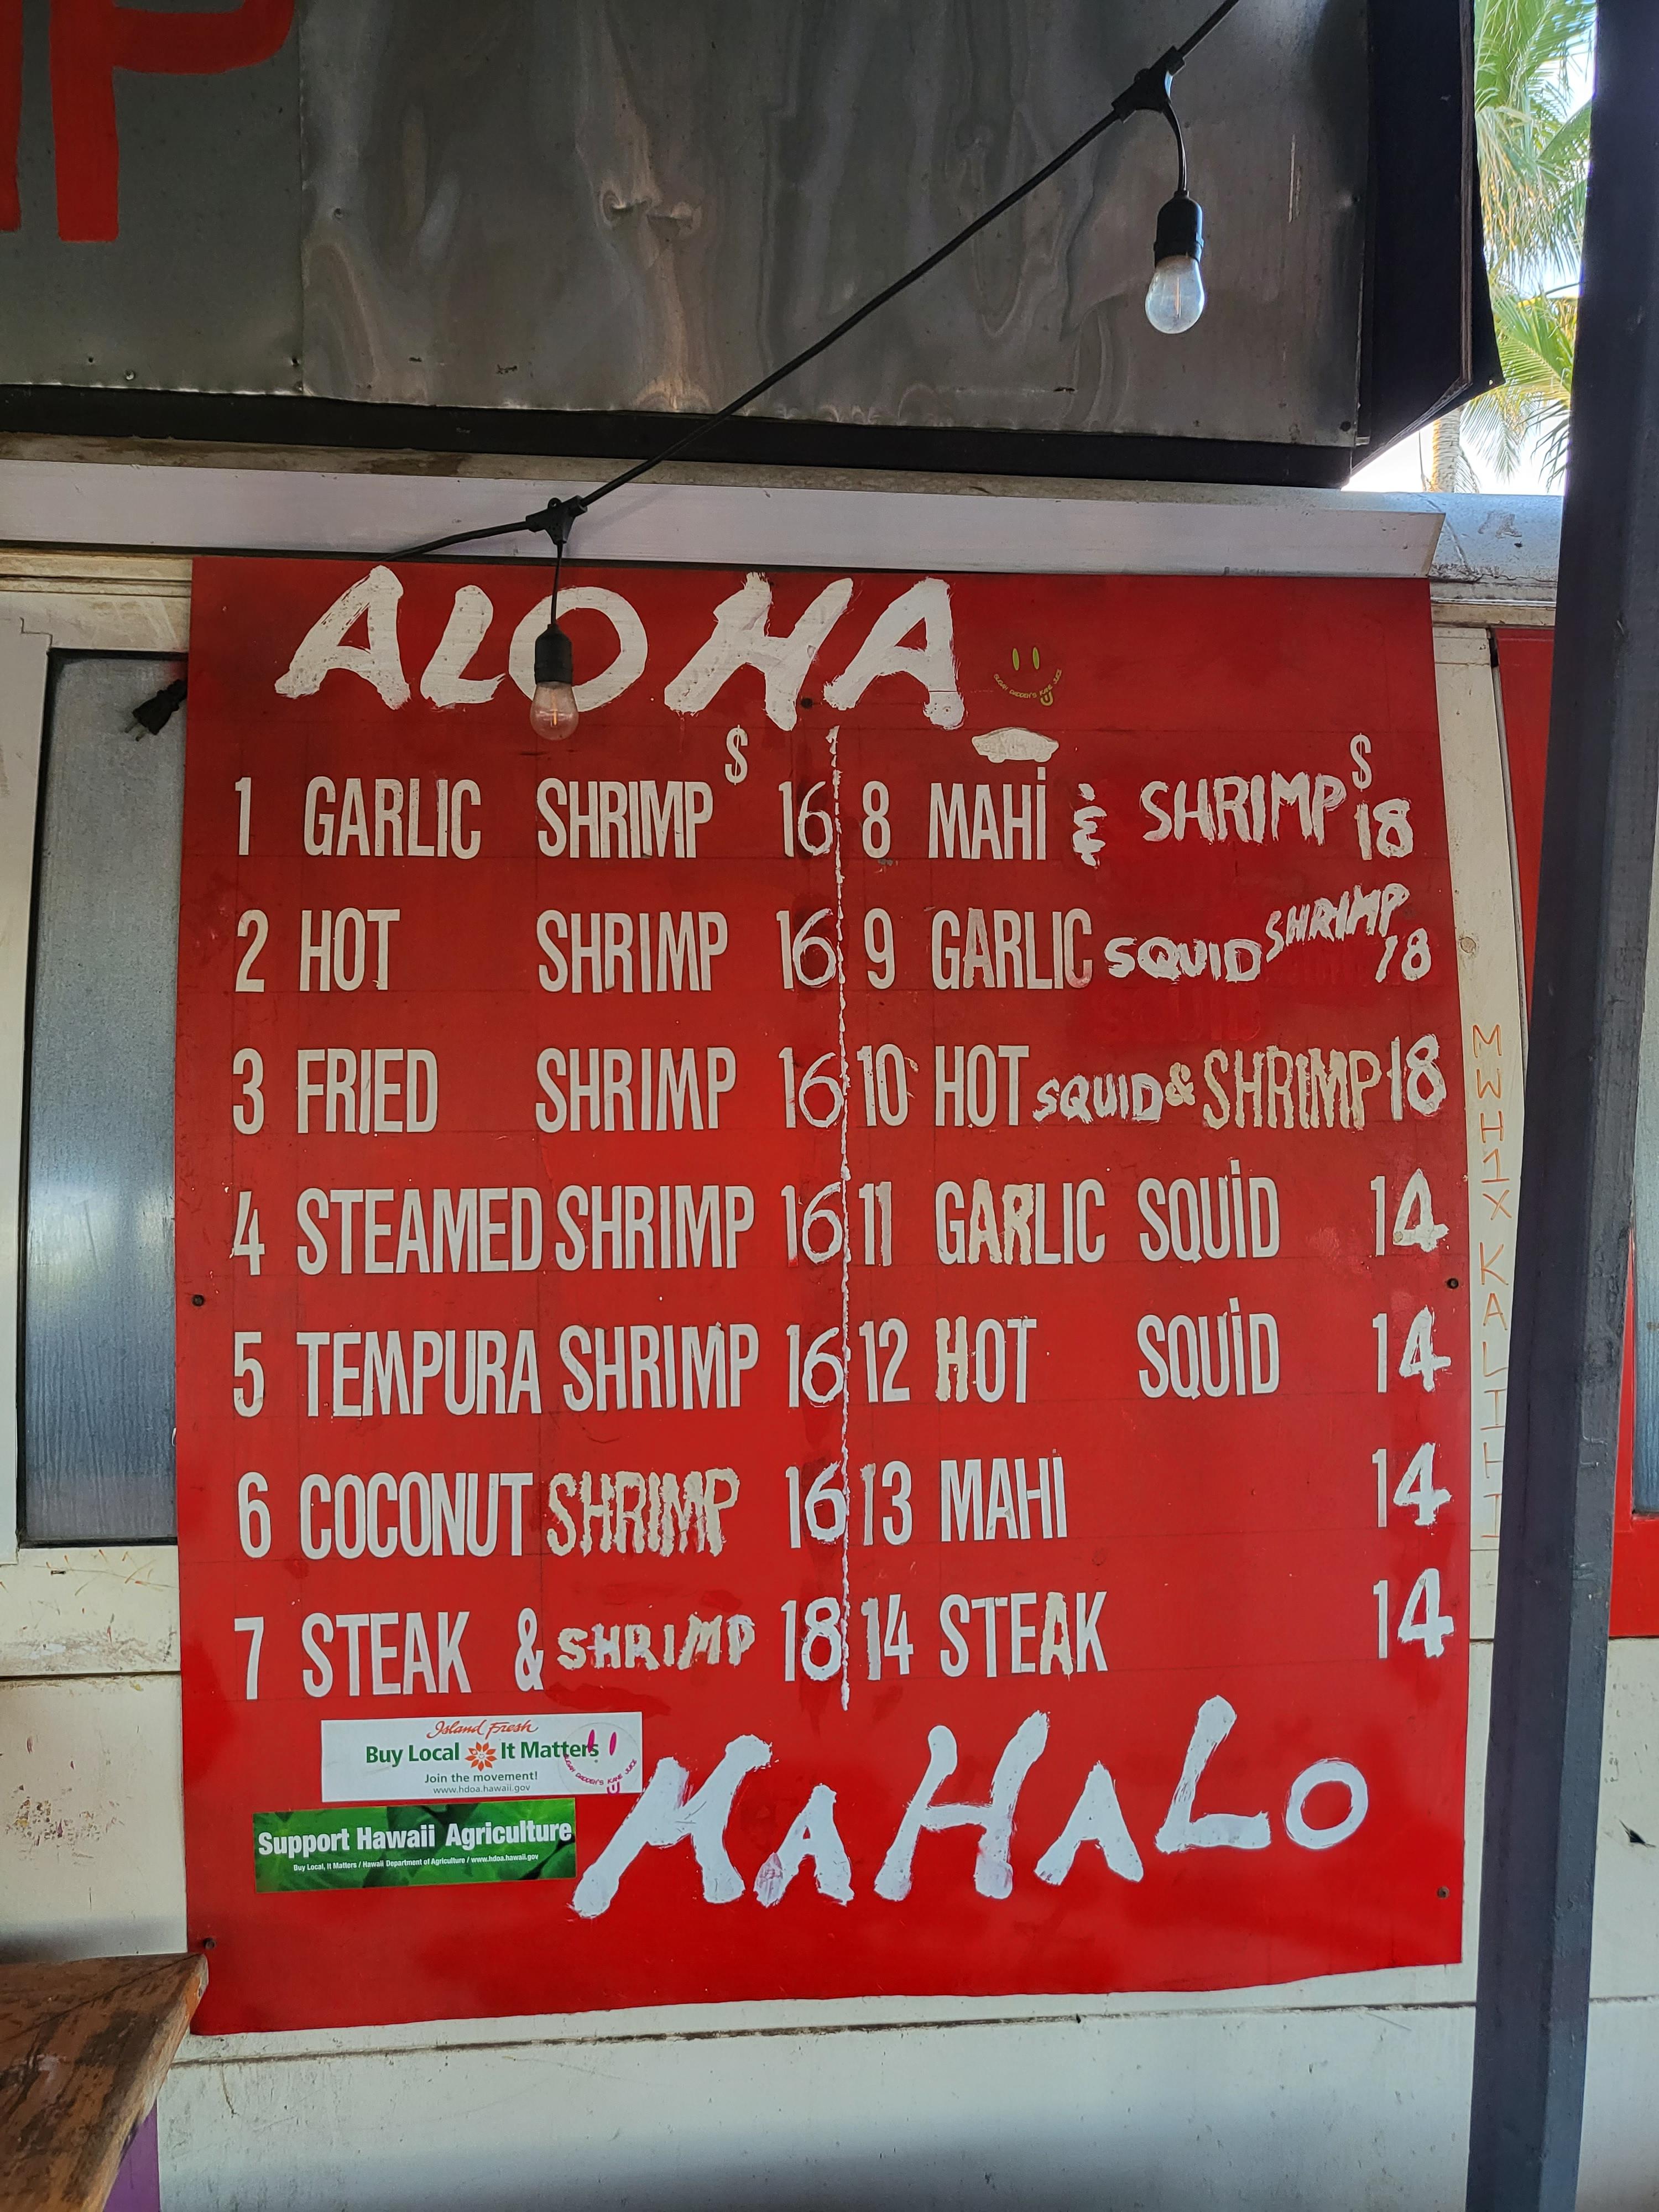 P
ALOHA
$
1 GARLIC SHRIMP 16
2 HOT SHRIMP 16
3 FRIED SHRIMP 16
4 STEAMED SHRIMP 16
5 TEMPURA SHRIMP 16
6 COCONUT SHRIMP 16
7 STEAK & SHRIMP 18
$
8 MAHI & SHRIMP 18
9 GARLIC SQUID SHRIMP 18
10 HOT SQUID & SHRIMP 18
11 GARLIC SQUID 14
12 HOT SQUID 14
13 MAHI 14
14 STEAK 14
Island Fresh
Buy Local It Matters
Join the movement!
www.hdoa.hawaii.gov
Support Hawaii Agriculture
Buy Local, It Matters / Hawaii Department of Agriculture / www.hdoa.hawaii.gov
MAHALO